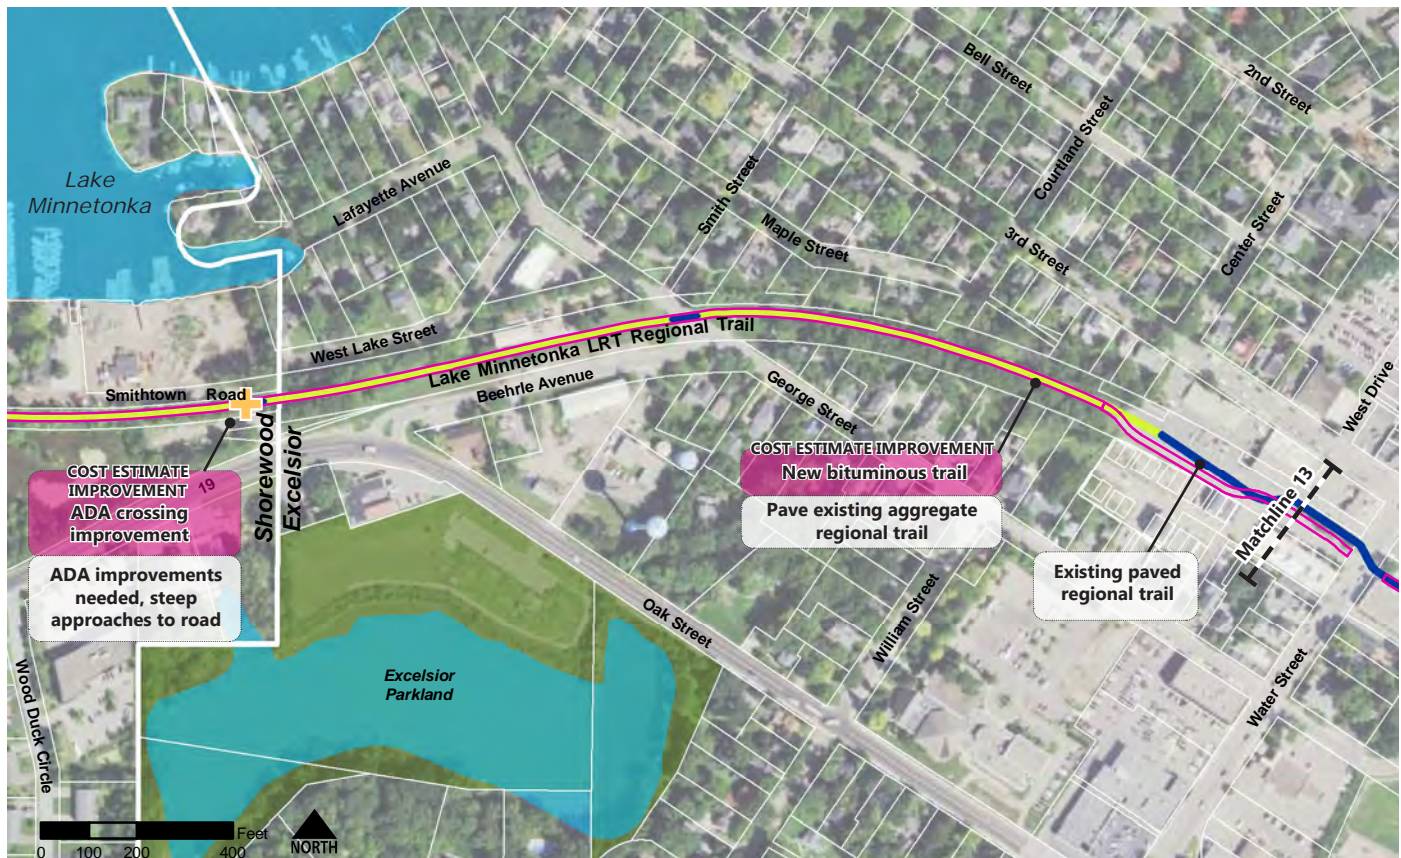 Bell Street
2nd Street
Courtland Street
Lake
Minnetonka
Lafayette Avenue
Smith Street
Maple Street
3rd Street
Center Street
West Lake Street
Lake Minnetonka LRT Regional Trail
Beehrle Avenue
Smithtown Road
George Street
West Drive
Shorewood
Excelsior
19
COST ESTIMATE
IMPROVEMENT
ADA crossing
improvement
ADA improvements
needed, steep
approaches to road
COST ESTIMATE IMPROVEMENT
New bituminous trail
Pave existing aggregate
regional trail
Matchline 13
Existing paved
regional trail
Oak Street
William Street
Water Street
Excelsior
Parkland
Wood Duck Circle
Feet
0 100 200 400
NORTH